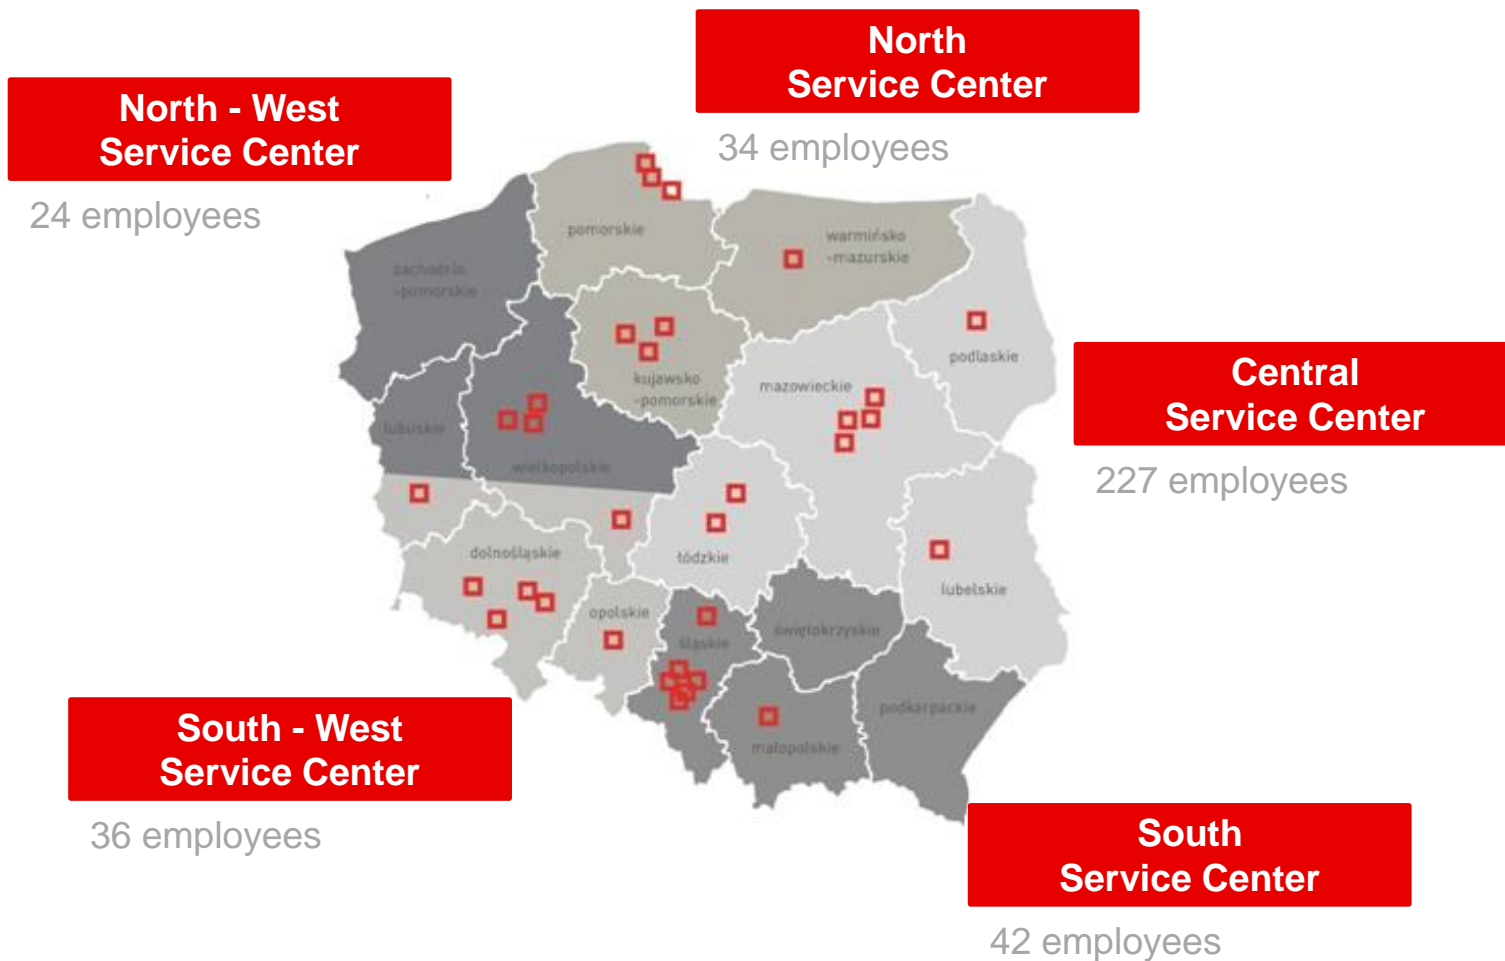 North
Service Center
34 employees
North - West
Service Center
24 employees
pomorskie
warmińsko
-mazurskie
zachodnio
-pomorskie
podlaskie
kujawsko
-pomorskie
mazowieckie
Central
Service Center
227 employees
lubuskie
wielkopolskie
dolnośląskie
łódzkie
lubelskie
opolskie
śląskie
świętokrzyskie
podkarpackie
małopolskie
South - West
Service Center
36 employees
South
Service Center
42 employees